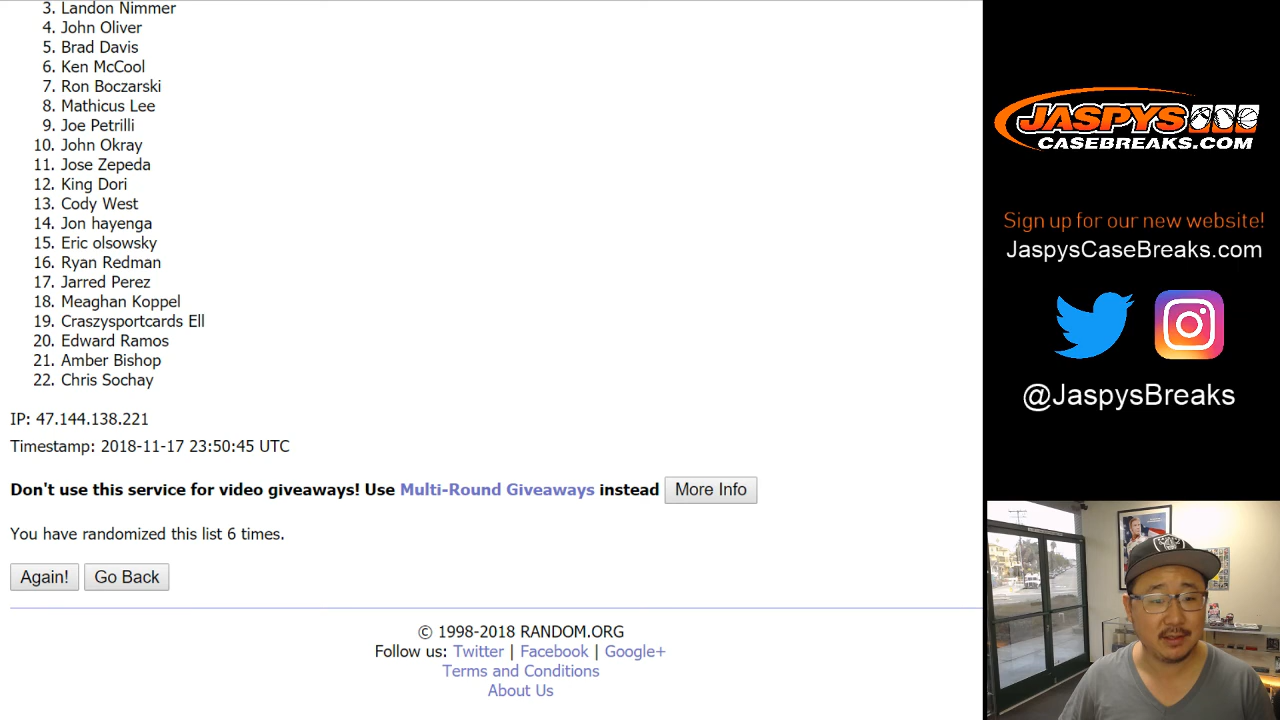 3. Landon Nimmer
4. John Oliver
5. Brad Davis
6. Ken McCool
7. Ron Boczarski
8. Mathicus Lee
9. Joe Petrilli
10. John Okray
11. Jose Zepeda
12. King Dori
13. Cody West
14. Jon hayenga
15. Eric olsowsky
16. Ryan Redman
17. Jarred Perez
18. Meaghan Koppel
19. Craszysportcards Ell
20. Edward Ramos
21. Amber Bishop
22. Chris Sochay
IP: 47.144.138.221
Timestamp: 2018-11-17 23:50:45 UTC
Don't use this service for video giveaways! Use Multi-Round Giveaways instead More Info
You have randomized this list 6 times.
Again! Go Back
© 1998-2018 RANDOM.ORG
Follow us: Twitter | Facebook | Google+
Terms and Conditions
About Us
JASPYS
CASEBREAKS.COM
Sign up for our new website!
JaspysCaseBreaks.com
@JaspysBreaks